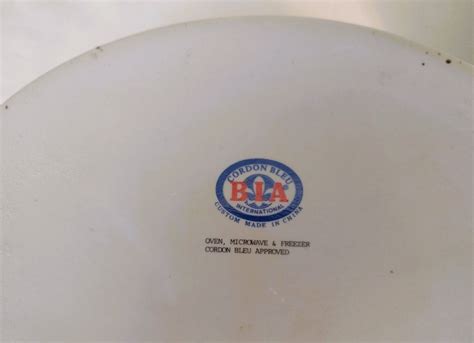 CORDON BLEU
BIA
INTERNATIONAL
CUSTOM MADE IN CHINA
OVEN, MICROWAVE & FREEZER
CORDON BLEU APPROVED